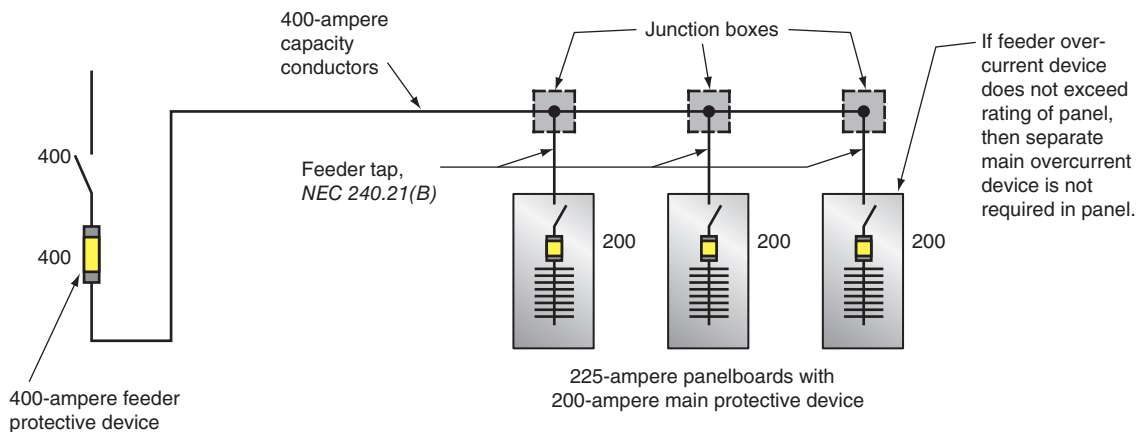 400-ampere
capacity
conductors
Junction boxes
If feeder over-
current device
does not exceed
rating of panel,
then separate
main overcurrent
device is not
required in panel.
400
Feeder tap,
NEC 240.21(B)
400
200
200
200
400-ampere feeder
protective device
225-ampere panelboards with
200-ampere main protective device